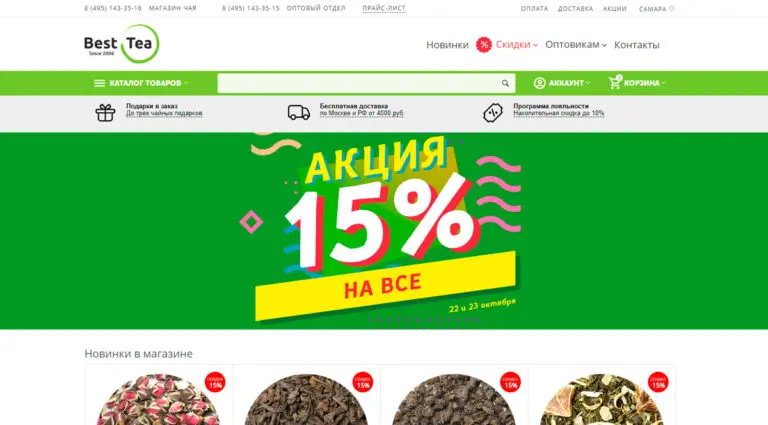 8 (495) 143-35-16 МАГАЗИН ЧАЯ 8 (495) 143-35-15 ОПТОВЫЙ ОТДЕЛ ПРАЙС-ЛИСТ ОПЛАТА ДОСТАВКА АКЦИИ САМАРА
Best Tea
Since 2006
Новинки % Скидки Оптовикам Контакты
КАТАЛОГ ТОВАРОВ АККАУНТ 0 КОРЗИНА
Подарки в заказ
До трех чайных подарков
Бесплатная доставка
по Москве и РФ от 4000 руб
Программа лояльности
Накопительная скидка до 10%
АКЦИЯ
15%
НА ВСЕ
22 и 23 октября
Новинки в магазине
СКИДКА
15%
СКИДКА
15%
СКИДКА
15%
СКИДКА
15%